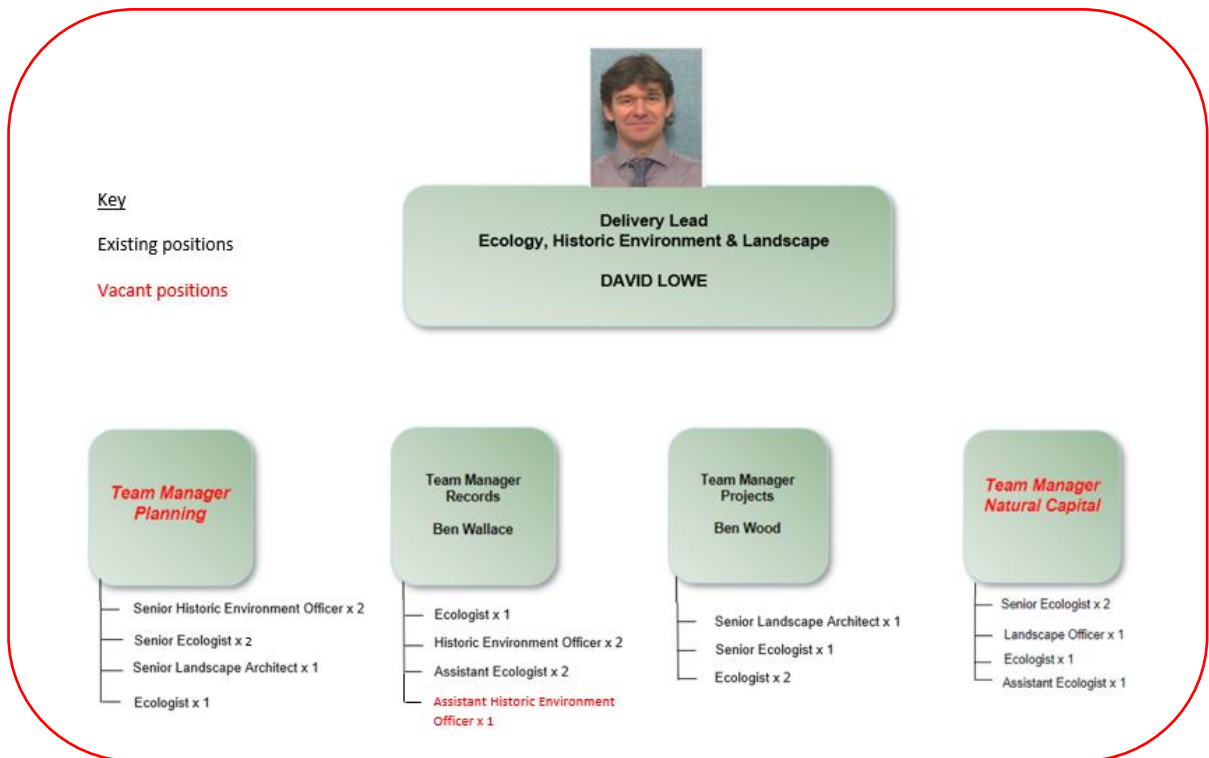 Delivery Lead
Ecology, Historic Environment & Landscape
DAVID LOWE
Key
Existing positions
Vacant positions
Team Manager
Planning
Senior Historic Environment Officer x 2
Senior Ecologist x 2
Senior Landscape Architect x 1
Ecologist x 1
Team Manager
Records
Ben Wallace
Ecologist x 1
Historic Environment Officer x 2
Assistant Ecologist x 2
Assistant Historic Environment
Officer x 1
Team Manager
Projects
Ben Wood
Senior Landscape Architect x 1
Senior Ecologist x 1
Ecologist x 2
Team Manager
Natural Capital
Senior Ecologist x 2
Landscape Officer x 1
Ecologist x 1
Assistant Ecologist x 1